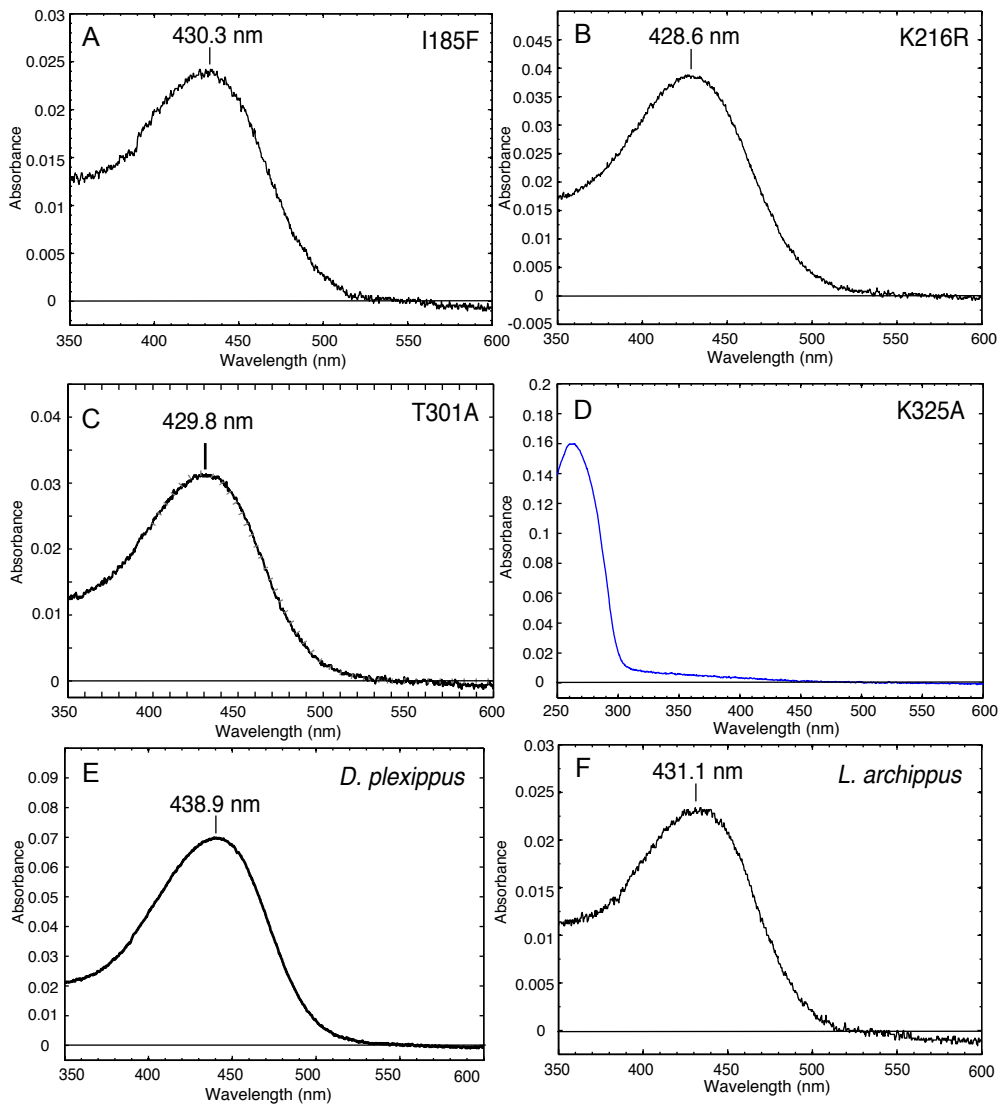 A
430.3 nm
I185F
0.025
0.02
0.015
0.01
0.005
0
Absorbance
350 400 450 500 550 600
Wavelength (nm)
B
428.6 nm
K216R
0.045
0.04
0.035
0.03
0.025
0.02
0.015
0.01
0.005
0
-0.005
Absorbance
350 400 450 500 550 600
Wavelength (nm)
C
429.8 nm
T301A
0.04
0.03
0.02
0.01
0
Absorbance
350 400 450 500 550 600
Wavelength (nm)
D
K325A
0.2
0.18
0.16
0.14
0.12
0.1
0.08
0.06
0.04
0.02
0
Absorbance
250 300 350 250 400 450 500 600
Wavelength (nm)
E
438.9 nm
D. plexippus
0.09
0.08
0.07
0.06
0.05
0.04
0.03
0.02
0.01
0
Absorbance
350 400 450 500 550 600
Wavelength (nm)
F
431.1 nm
L. archippus
0.03
0.025
0.02
0.015
0.01
0.005
0
Absorbance
350 400 450 500 550 600
Wavelength (nm)